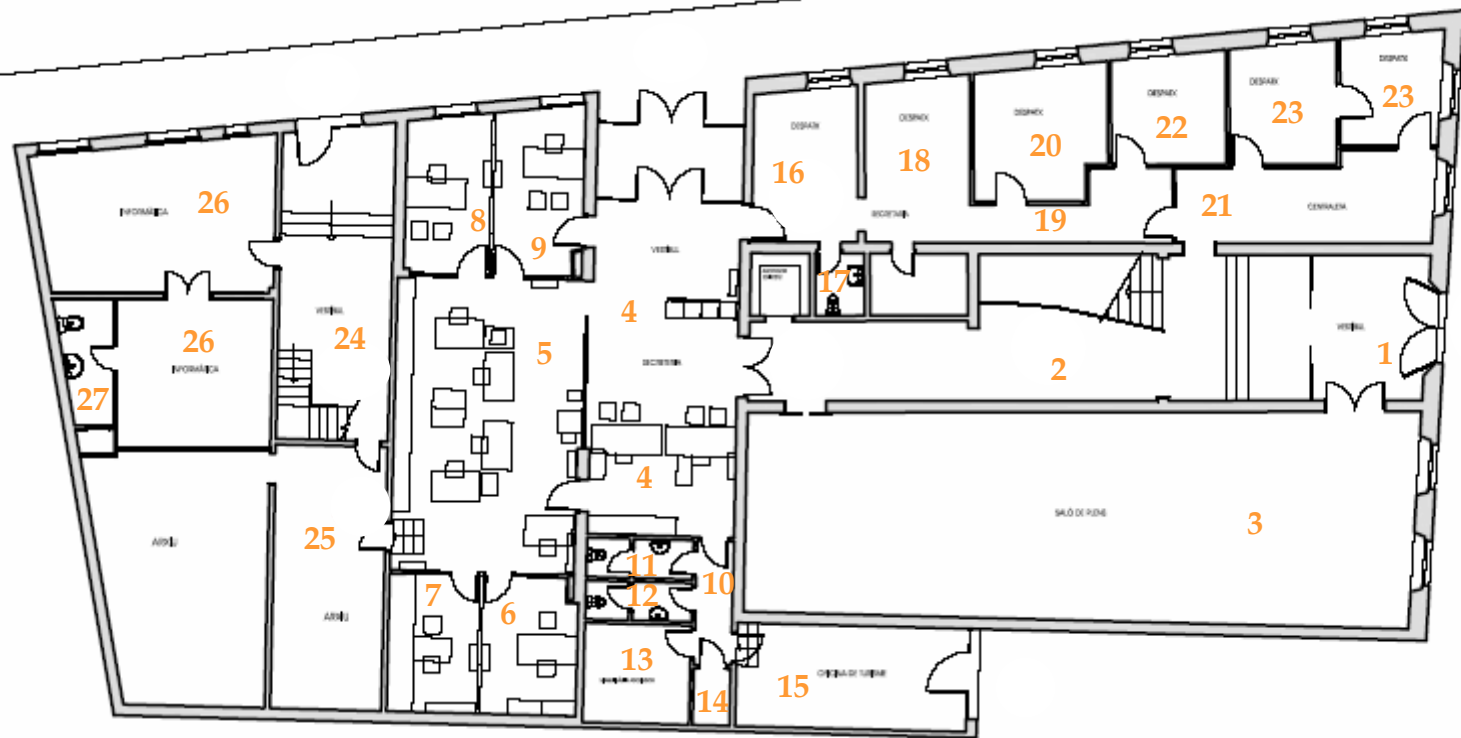 DESPATX
23
DESPATX
23
DESPATX
22
DESPATX
20
DESPATX
18
DESPATX
16
INFORMÀTICA
26
8
9
SECRETARIA
19
21
CENTRALETA
VESTÍBUL
17
4
VESTÍBUL
24
26
INFORMÀTICA
27
5
SECRETARIA
2
VESTÍBUL
1
4
ARXIU
25
SALÓ DE PLENS
3
11
10
12
7
6
ARXIU
13
14
15
OFICINA DE TURISME